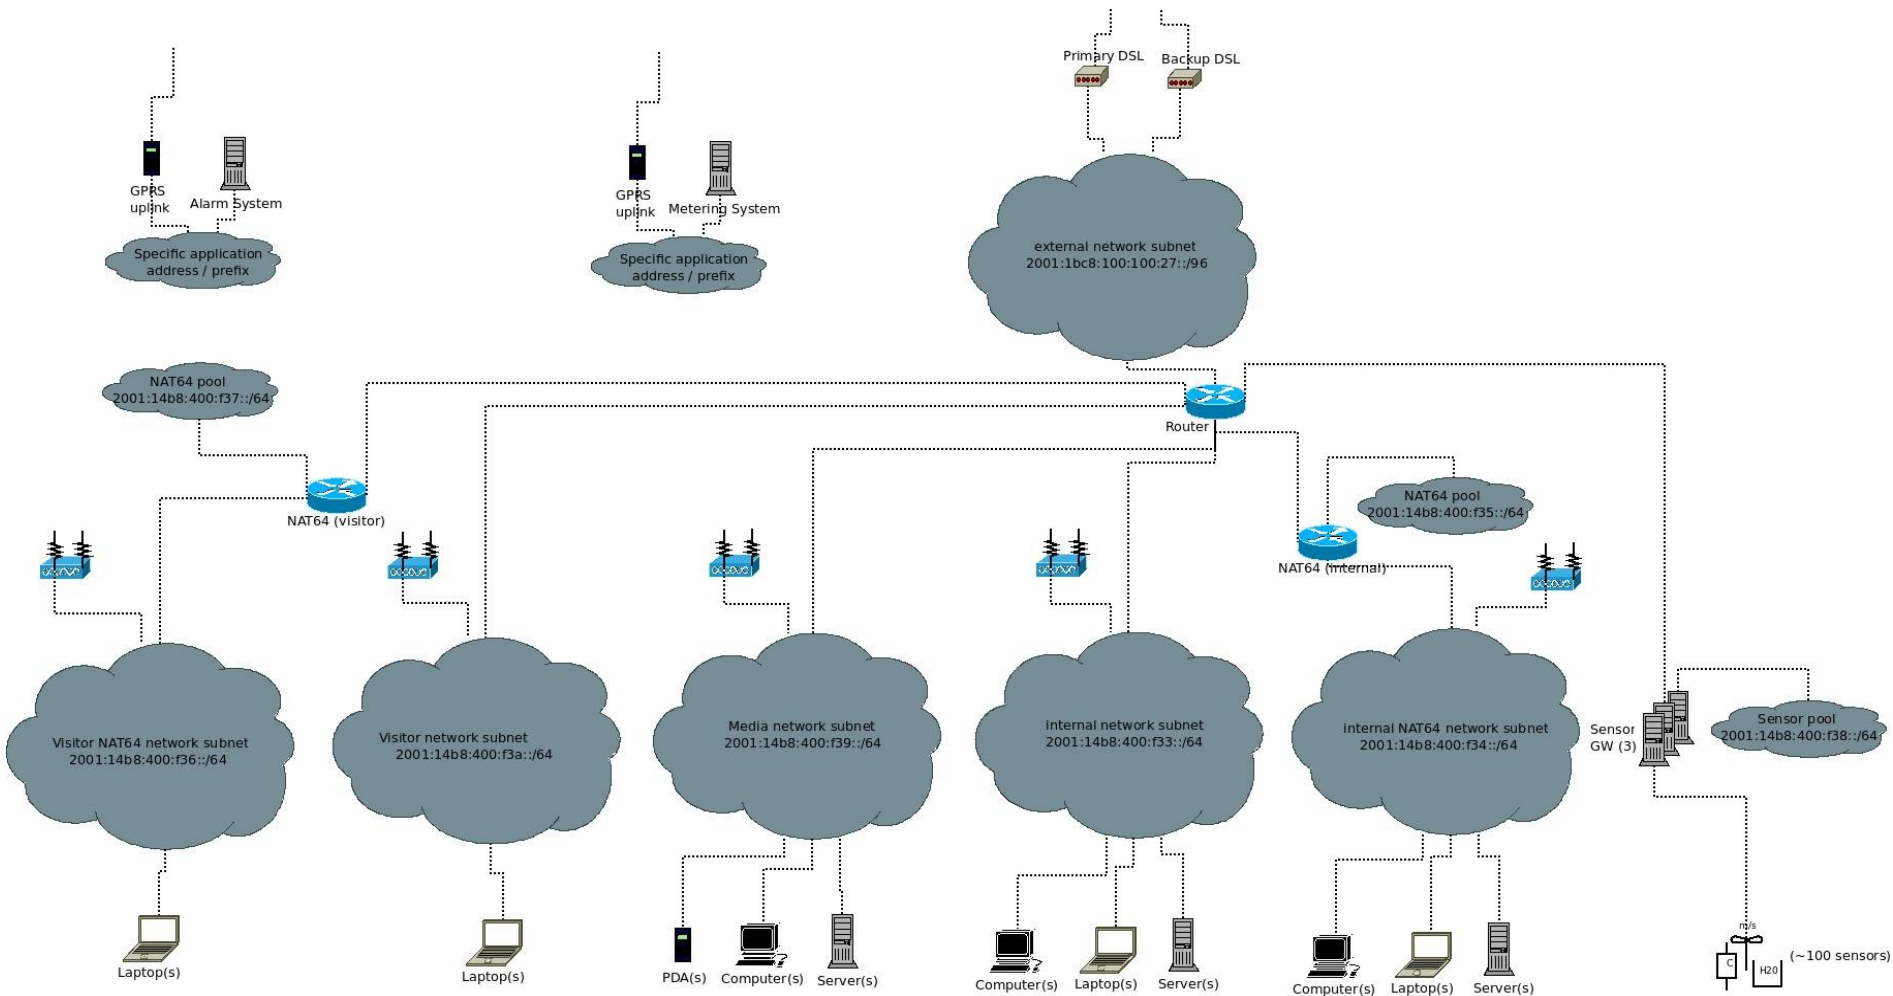 Primary DSL
Backup DSL
GPRS
uplink
Alarm System
GPRS
uplink
Metering System
Specific application
address / prefix
Specific application
address / prefix
external network subnet
2001:1bc8:100:100:27::/96
NAT64 pool
2001:14b8:400:f37::/64
Router
NAT64 (visitor)
NAT64 pool
2001:14b8:400:f35::/64
NAT64 (internal)
Visitor NAT64 network subnet
2001:14b8:400:f36::/64
Visitor network subnet
2001:14b8:400:f3a::/64
Media network subnet
2001:14b8:400:f39::/64
internal network subnet
2001:14b8:400:f33::/64
internal NAT64 network subnet
2001:14b8:400:f34::/64
Sensor
GW (3)
Sensor pool
2001:14b8:400:f38::/64
Laptop(s)
Laptop(s)
PDA(s)
Computer(s)
Server(s)
Computer(s)
Laptop(s)
Server(s)
Computer(s)
Laptop(s)
Server(s)
m/s
C
H20
(~100 sensors)